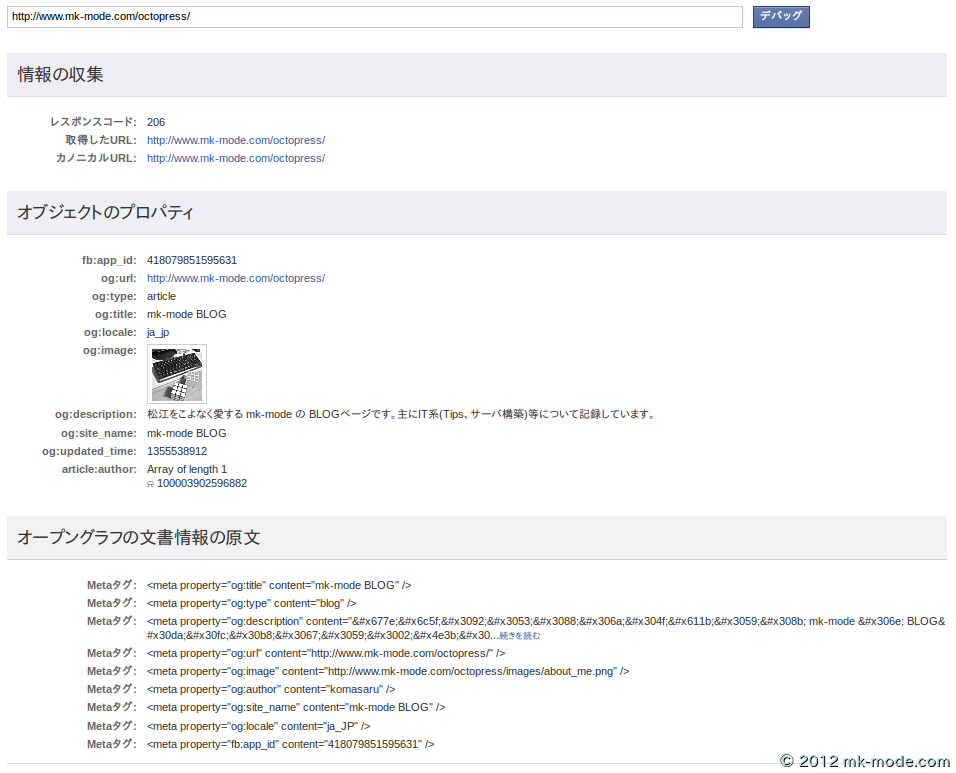 http://www.mk-mode.com/octopress/ デバッグ
情報の収集
レスポンスコード: 206
取得したURL: http://www.mk-mode.com/octopress/
カノニカルURL: http://www.mk-mode.com/octopress/
オブジェクトのプロパティ
fb:app_id: 418079851595631
og:url: http://www.mk-mode.com/octopress/
og:type: article
og:title: mk-mode BLOG
og:locale: ja_jp
og:image:
og:description: 松江をこよなく愛する mk-mode の BLOGページです。主にIT系(Tips、サーバ構築)等について記録しています。
og:site_name: mk-mode BLOG
og:updated_time: 1355538912
article:author: Array of length 1
100003902596882
オープングラフの文書情報の原文
Metaタグ: <meta property="og:title" content="mk-mode BLOG" />
Metaタグ: <meta property="og:type" content="blog" />
Metaタグ: <meta property="og:description" content="&#x677e;&#x6c5f;&#x3092;&#x3053;&#x3088;&#x306a;&#x304f;&#x611b;&#x3059;&#x308b; mk-mode &#x306e; BLOG&
#x30da;&#x30fc;&#x30b8;&#x3067;&#x3059;&#x3002;&#x4e3b;&#x30...続きを読む
Metaタグ: <meta property="og:url" content="http://www.mk-mode.com/octopress/" />
Metaタグ: <meta property="og:image" content="http://www.mk-mode.com/octopress/images/about_me.png" />
Metaタグ: <meta property="og:author" content="komasaru" />
Metaタグ: <meta property="og:site_name" content="mk-mode BLOG" />
Metaタグ: <meta property="og:locale" content="ja_JP" />
Metaタグ: <meta property="fb:app_id" content="418079851595631" />
© 2012 mk-mode.com